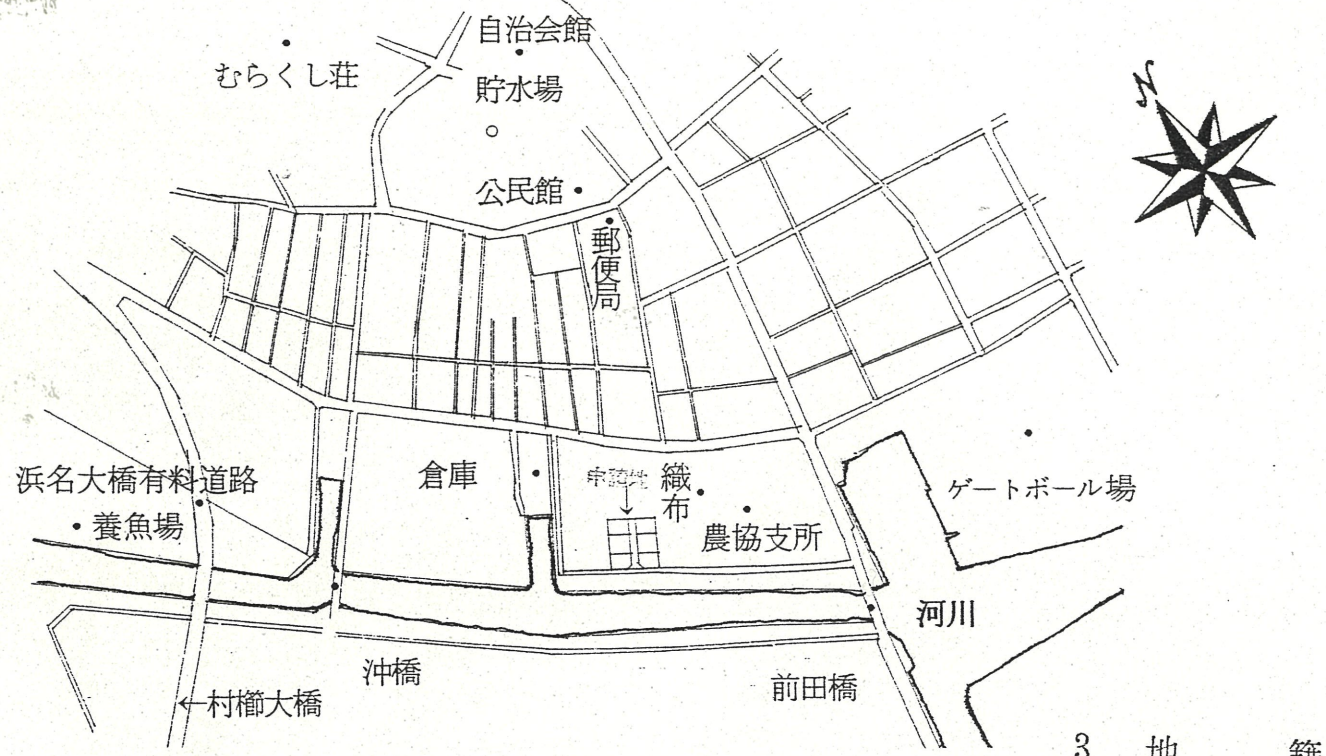 自治会館
むらくし荘
貯水場
N
公民館
郵便局
浜名大橋有料道路
養魚場
倉庫
織布
農協支所
ゲートボール場
河川
沖橋
前田橋
←村櫛大橋
3 地 籍